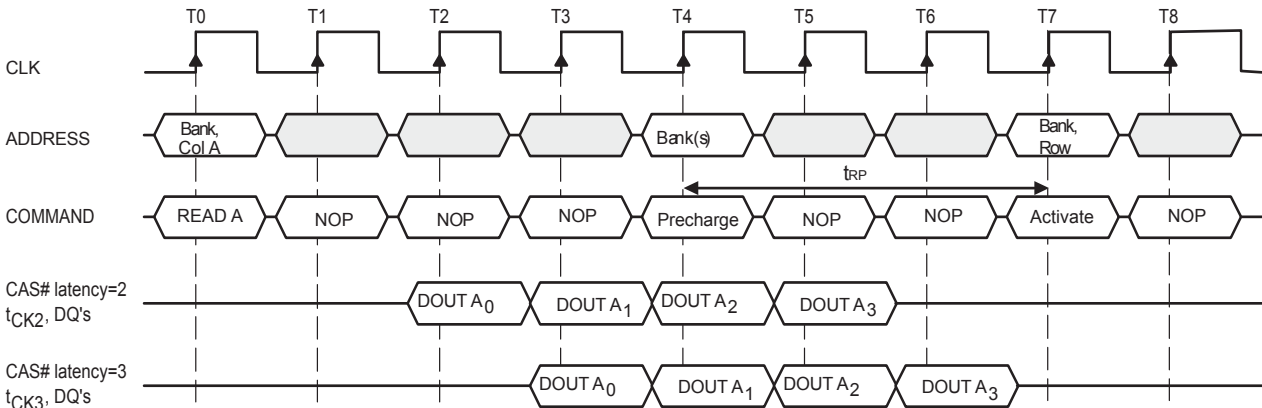 T0 T1 T2 T3 T4 T5 T6 T7 T8
CLK
ADDRESS
Bank,
Col A
Bank(s)
Bank,
Row
tRP
COMMAND
READ A NOP NOP NOP Precharge NOP NOP Activate NOP
CAS# latency=2
tCK2, DQ's
DOUT A0 DOUT A1 DOUT A2 DOUT A3
CAS# latency=3
tCK3, DQ's
DOUT A0 DOUT A1 DOUT A2 DOUT A3